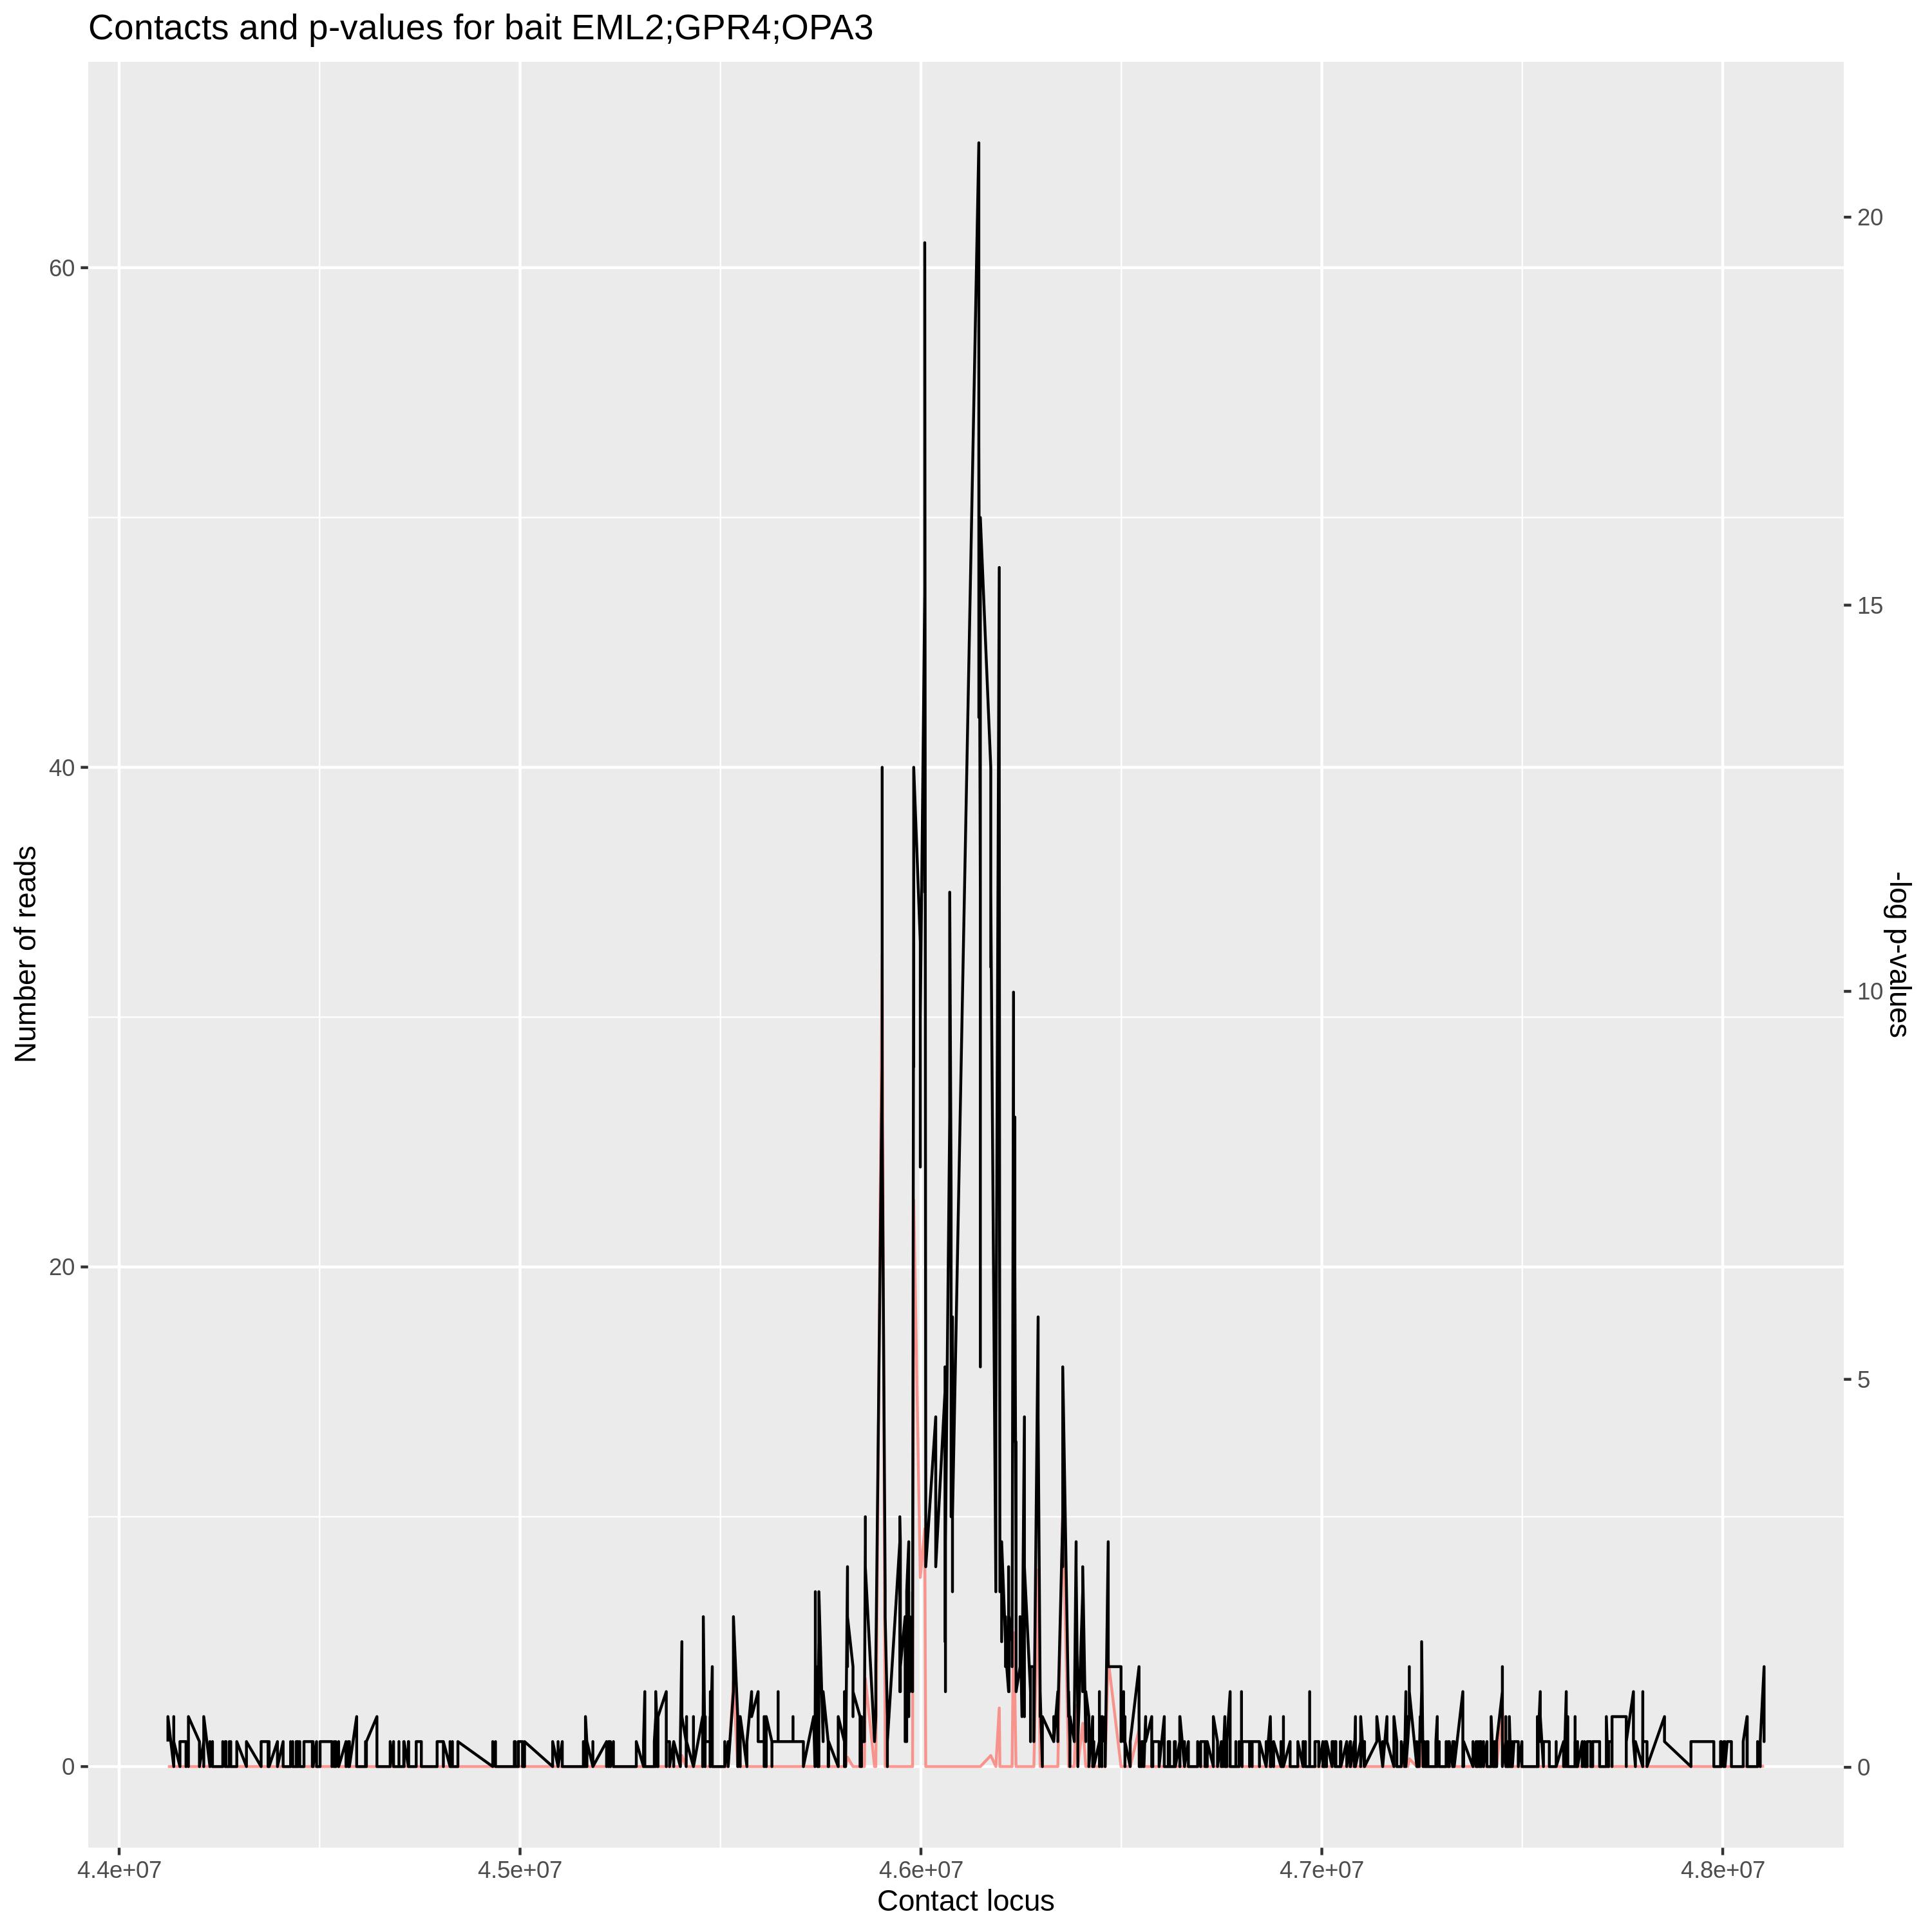 Contacts and p-values for bait EML2;GPR4;OPA3
60
40
20
0
Number of reads
20
15
10
5
0
-log p-values
4.4e+07 4.5e+07 4.6e+07 4.7e+07 4.8e+07
Contact locus